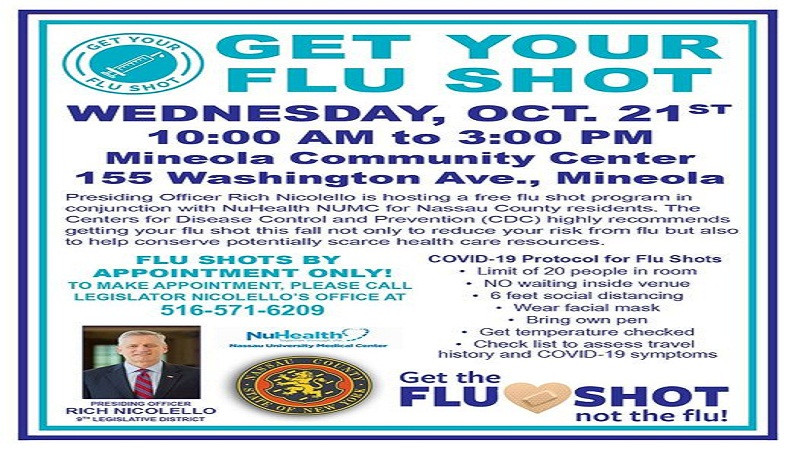 GET YOUR
FLU SHOT
GET YOUR
FLU SHOT
WEDNESDAY, OCT. 21ST
10:00 AM to 3:00 PM
Mineola Community Center
155 Washington Ave., Mineola
Presiding Officer Rich Nicolello is hosting a free flu shot program in
conjunction with NuHealth NUMC for Nassau County residents. The
Centers for Disease Control and Prevention (CDC) highly recommends
getting your flu shot this fall not only to reduce your risk from flu but also
to help conserve potentially scarce health care resources.
FLU SHOTS BY
APPOINTMENT ONLY!
TO MAKE APPOINTMENT, PLEASE CALL
LEGISLATOR NICOLELLO'S OFFICE AT
516-571-6209
COVID-19 Protocol for Flu Shots
• Limit of 20 people in room
• NO waiting inside venue
• 6 feet social distancing
• Wear facial mask
• Bring own pen
• Get temperature checked
• Check list to assess travel
history and COVID-19 symptoms
PRESIDING OFFICER
RICH NICOLELLO
9TH LEGISLATIVE DISTRICT
NuHealth
Nassau University Medical Center
NASSAU COUNTY
STATE OF NEW YORK
Get the
FLU SHOT
not the flu!